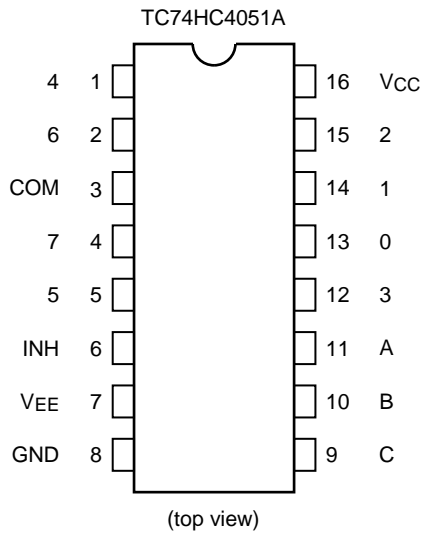 TC74HC4051A
4 1 16 VCC
6 2 15 2
COM 3 14 1
7 4 13 0
5 5 12 3
INH 6 11 A
VEE 7 10 B
GND 8 9 C
(top view)